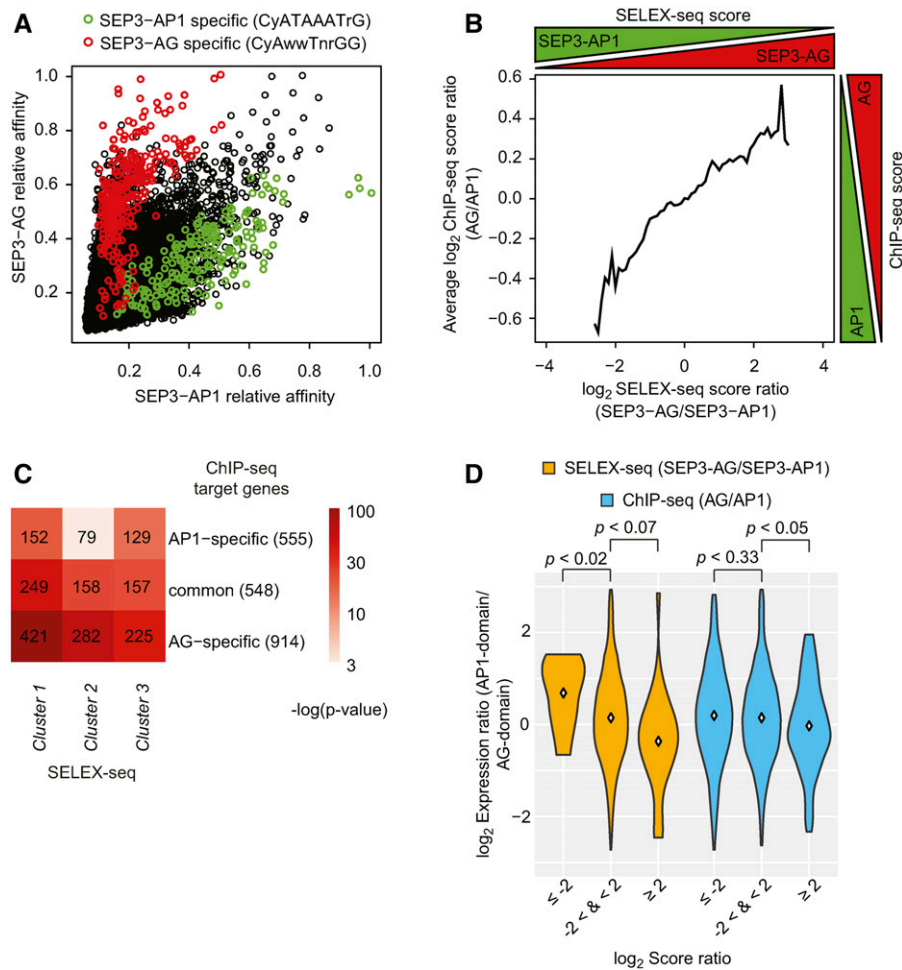 A
SEP3−AP1 specific (CyATAAATrG)
SEP3−AG specific (CyAwwTnrGG)
SEP3−AG relative affinity
1.0
0.8
0.6
0.4
0.2
0.2
0.4
0.6
0.8
1.0
SEP3−AP1 relative affinity
B
SELEX-seq score
SEP3−AP1
SEP3−AG
Average log2 ChIP-seq score ratio
(AG/AP1)
0.6
0.4
0.2
0.0
−0.2
−0.4
−0.6
−4
−2
0
2
4
log2 SELEX-seq score ratio
(SEP3−AG/SEP3−AP1)
AG
AP1
ChIP-seq score
C
ChIP-seq
target genes
152
79
129
AP1−specific (555)
249
158
157
common (548)
421
282
225
AG−specific (914)
Cluster 1
Cluster 2
Cluster 3
SELEX-seq
100
30
10
3
-log(p-value)
D
SELEX-seq (SEP3-AG/SEP3-AP1)
ChIP-seq (AG/AP1)
p < 0.02
p < 0.07
p < 0.33
p < 0.05
log2 Expression ratio (AP1-domain/
AG-domain)
2
0
−2
≤ -2
-2 < & < 2
≥ 2
≤ -2
-2 < & < 2
≥ 2
log2 Score ratio